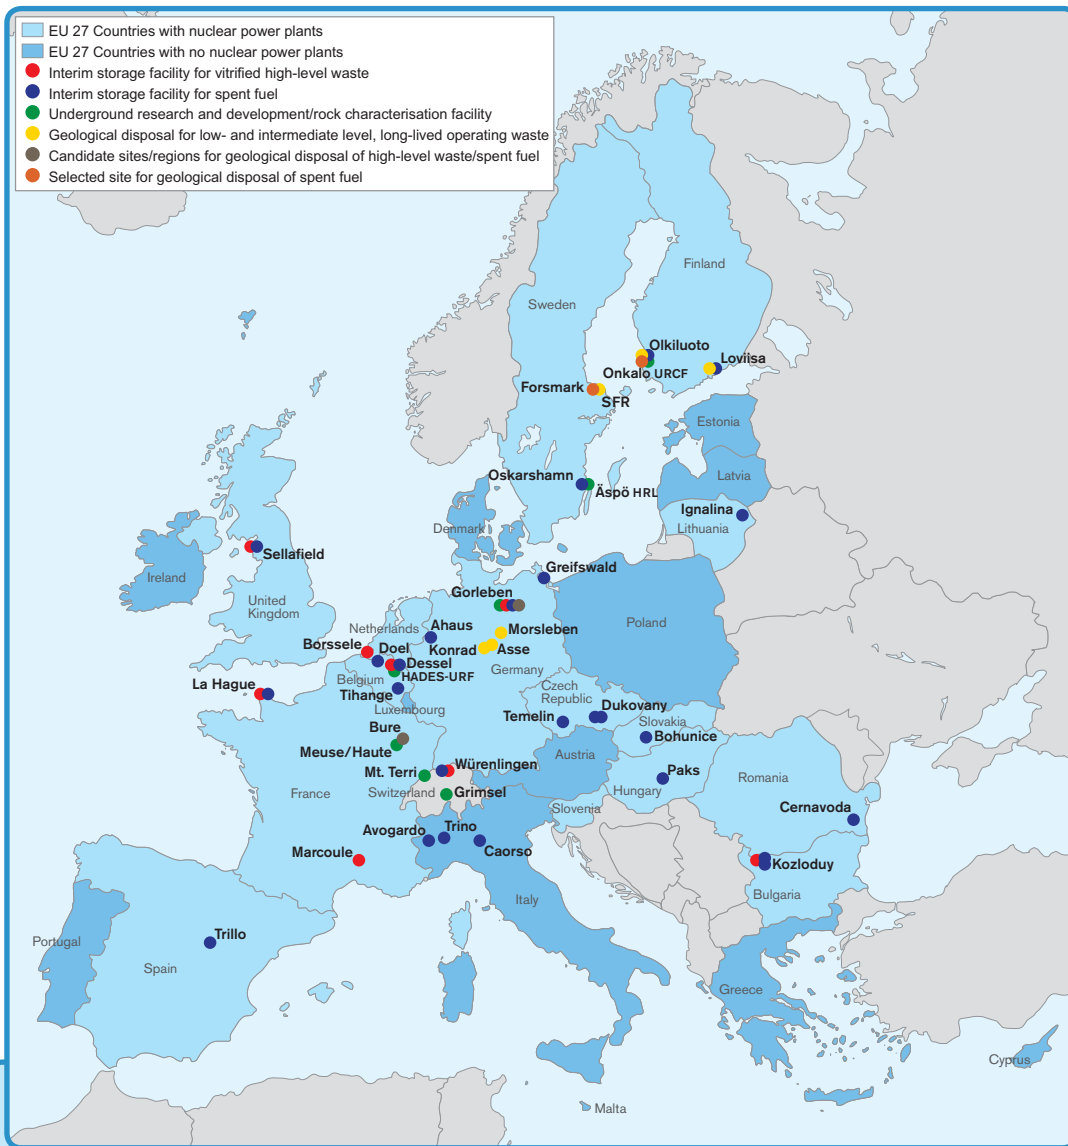 EU 27 Countries with nuclear power plants
EU 27 Countries with no nuclear power plants
Interim storage facility for vitrified high-level waste
Interim storage facility for spent fuel
Underground research and development/rock characterisation facility
Geological disposal for low- and intermediate level, long-lived operating waste
Candidate sites/regions for geological disposal of high-level waste/spent fuel
Selected site for geological disposal of spent fuel
Finland
Sweden
Olkiluoto
Loviisa
Onkalo URCF
Forsmark
SFR
Estonia
Oskarshamn
Latvia
Äspö HRL
Ignalina
Lithuania
Denmark
Sellafield
Greifswald
Ireland
Gorleben
United
Kingdom
Poland
Netherlands
Ahaus
Morsleben
Borssele
Doel
Konrad
Asse
Dessel
Germany
HADES-URF
Belgium
La Hague
Tihange
Czech
Republic
Luxembourg
Dukovany
Temelin
Slovakia
Bure
Bohunice
Meuse/Haute
Austria
Würenlingen
Mt. Terri
Paks
Romania
Switzerland
Grimsel
Hungary
France
Slovenia
Cernavoda
Avogardo
Trino
Marcoule
Caorso
Kozloduy
Bulgaria
Italy
Trillo
Portugal
Spain
Greece
Cyprus
Malta